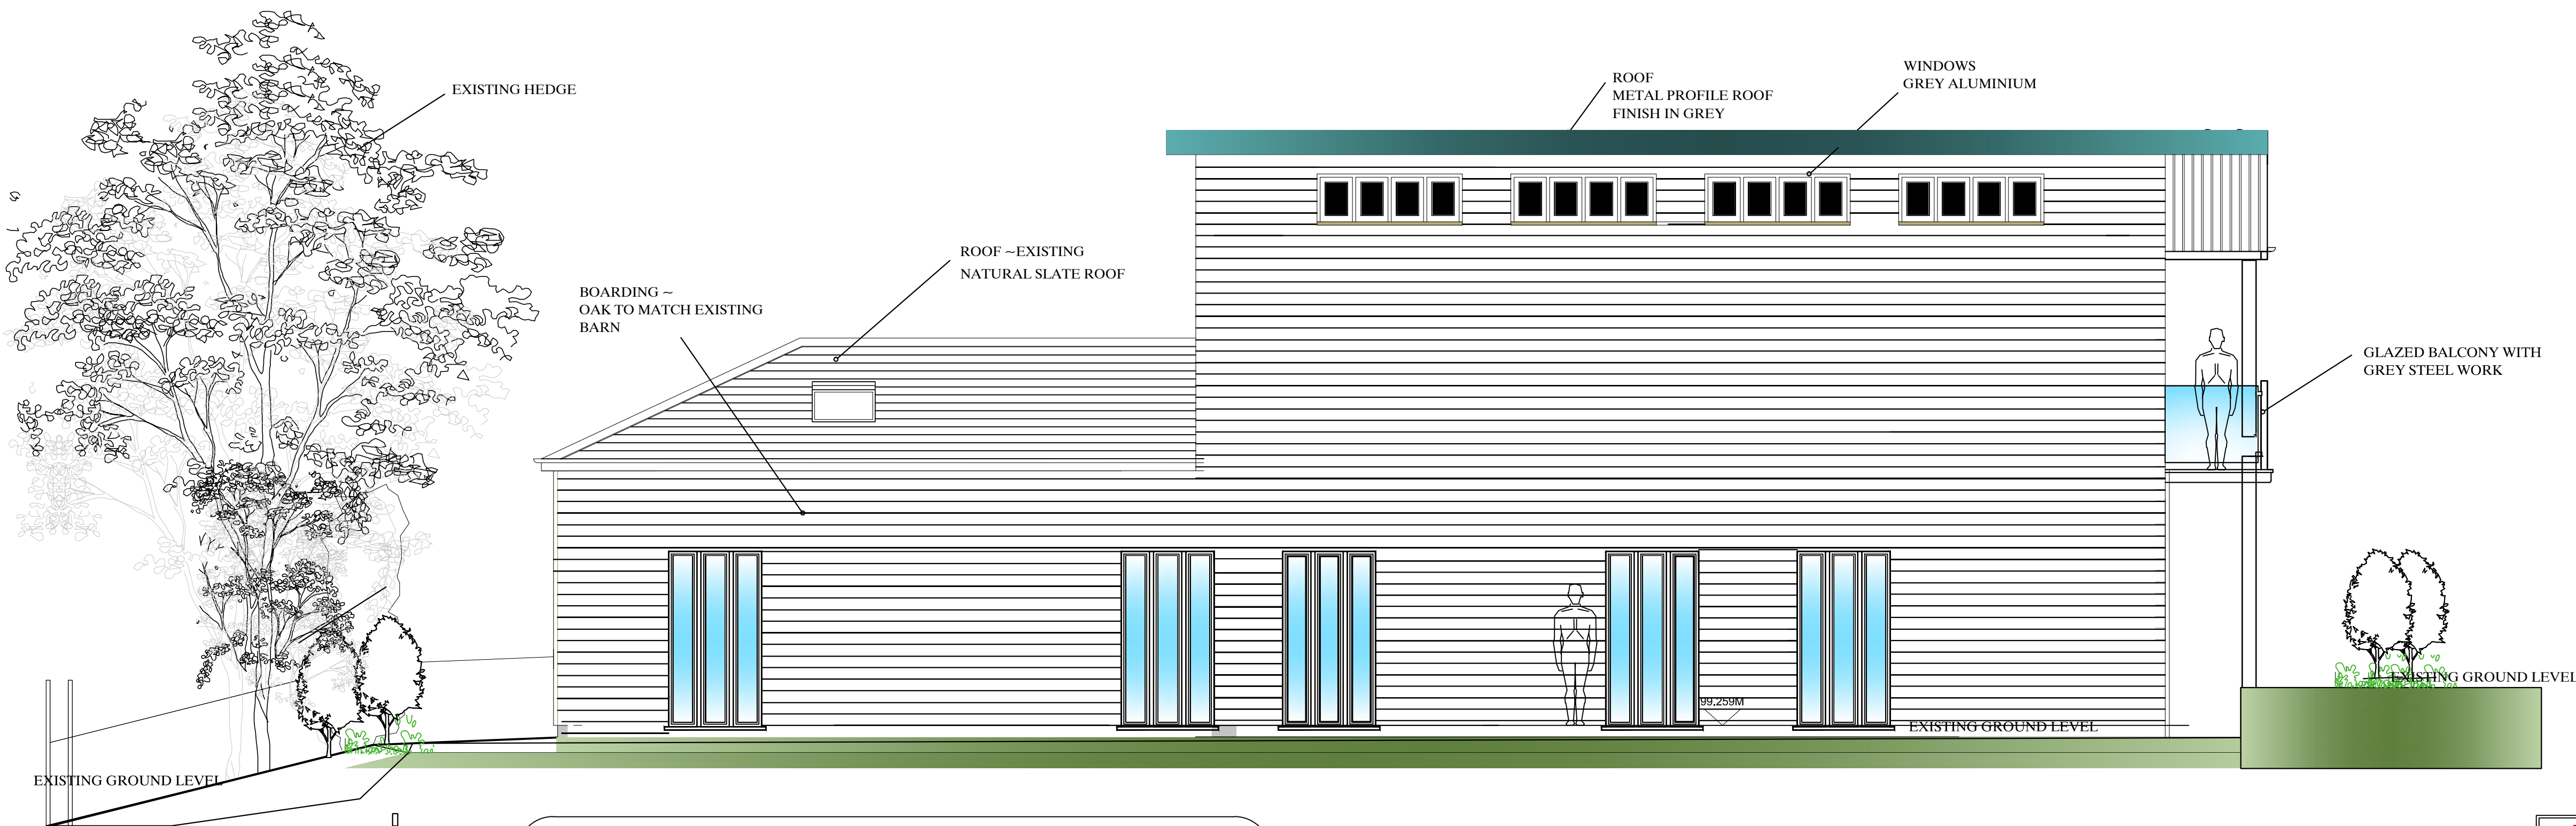 EXISTING HEDGE
ROOF
METAL PROFILE ROOF
FINISH IN GREY
WINDOWS
GREY ALUMINIUM
ROOF ~EXISTING
NATURAL SLATE ROOF
BOARDING ~
OAK TO MATCH EXISTING
BARN
GLAZED BALCONY WITH
GREY STEEL WORK
EXISTING GROUND LEVEL
99.259M
EXISTING GROUND LEVEL
EXISTING GROUND LEVEL